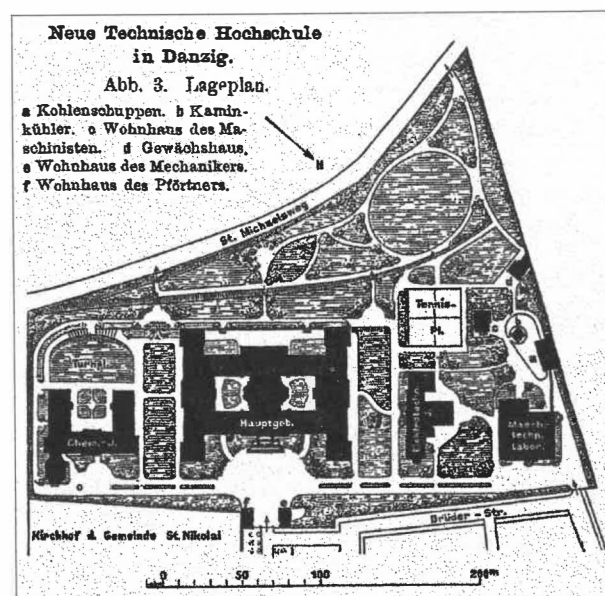 Neue Technische Hochschule
in Danzig.
Abb. 3. Lageplan.
a Kohlenschuppen. b Kamin-
kühler. c Wohnhaus des Ma-
schinisten. d Gewächshaus.
e Wohnhaus des Mechanikers.
f Wohnhaus des Pförtners.
N
St. Michaelsweg
Tennis-
Pl.
Hauptgeb.
Masch.
techn.
Labor.
f
e
Brüder-Str.
Kirchhof d. Gemeinde St. Nikolai
0 50 100 200m